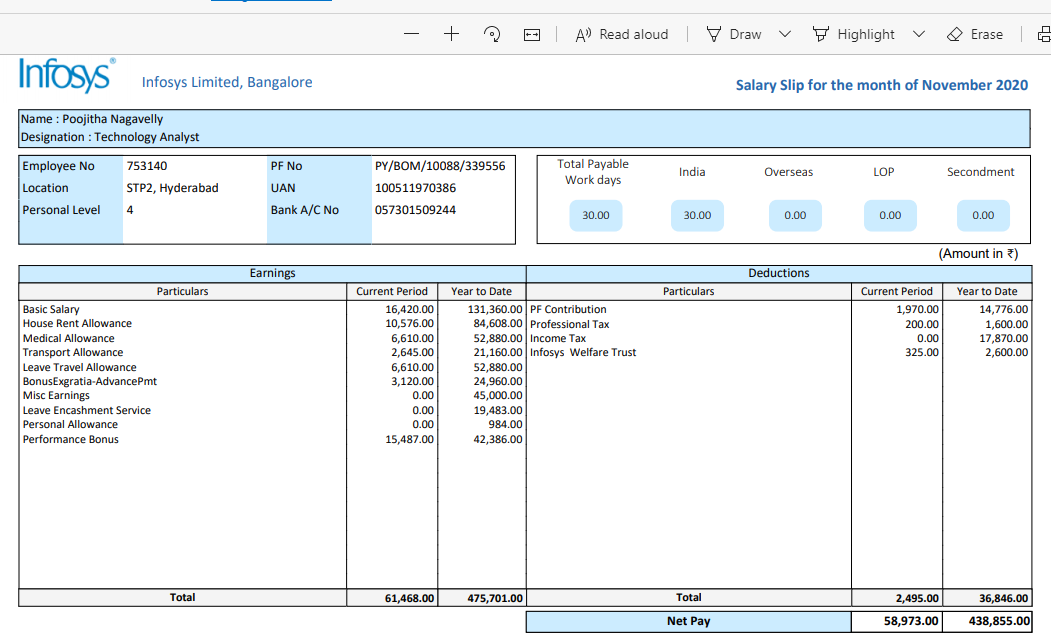 Read aloud Draw Highlight Erase
Infosys® Infosys Limited, Bangalore
Salary Slip for the month of November 2020
Name : Poojitha Nagavelly
Designation : Technology Analyst
Employee No 753140 PF No PY/BOM/10088/339556
Location STP2, Hyderabad UAN 100511970386
Personal Level 4 Bank A/C No 057301509244
Total Payable Work days India Overseas LOP Secondment
30.00 30.00 0.00 0.00 0.00
(Amount in ₹)
Earnings Deductions
Particulars Current Period Year to Date Particulars Current Period Year to Date
Basic Salary 16,420.00 131,360.00 PF Contribution 1,970.00 14,776.00
House Rent Allowance 10,576.00 84,608.00 Professional Tax 200.00 1,600.00
Medical Allowance 6,610.00 52,880.00 Income Tax 0.00 17,870.00
Transport Allowance 2,645.00 21,160.00 Infosys Welfare Trust 325.00 2,600.00
Leave Travel Allowance 6,610.00 52,880.00
BonusExgratia-AdvancePmt 3,120.00 24,960.00
Misc Earnings 0.00 45,000.00
Leave Encashment Service 0.00 19,483.00
Personal Allowance 0.00 984.00
Performance Bonus 15,487.00 42,386.00
Total 61,468.00 475,701.00 Total 2,495.00 36,846.00
Net Pay 58,973.00 438,855.00